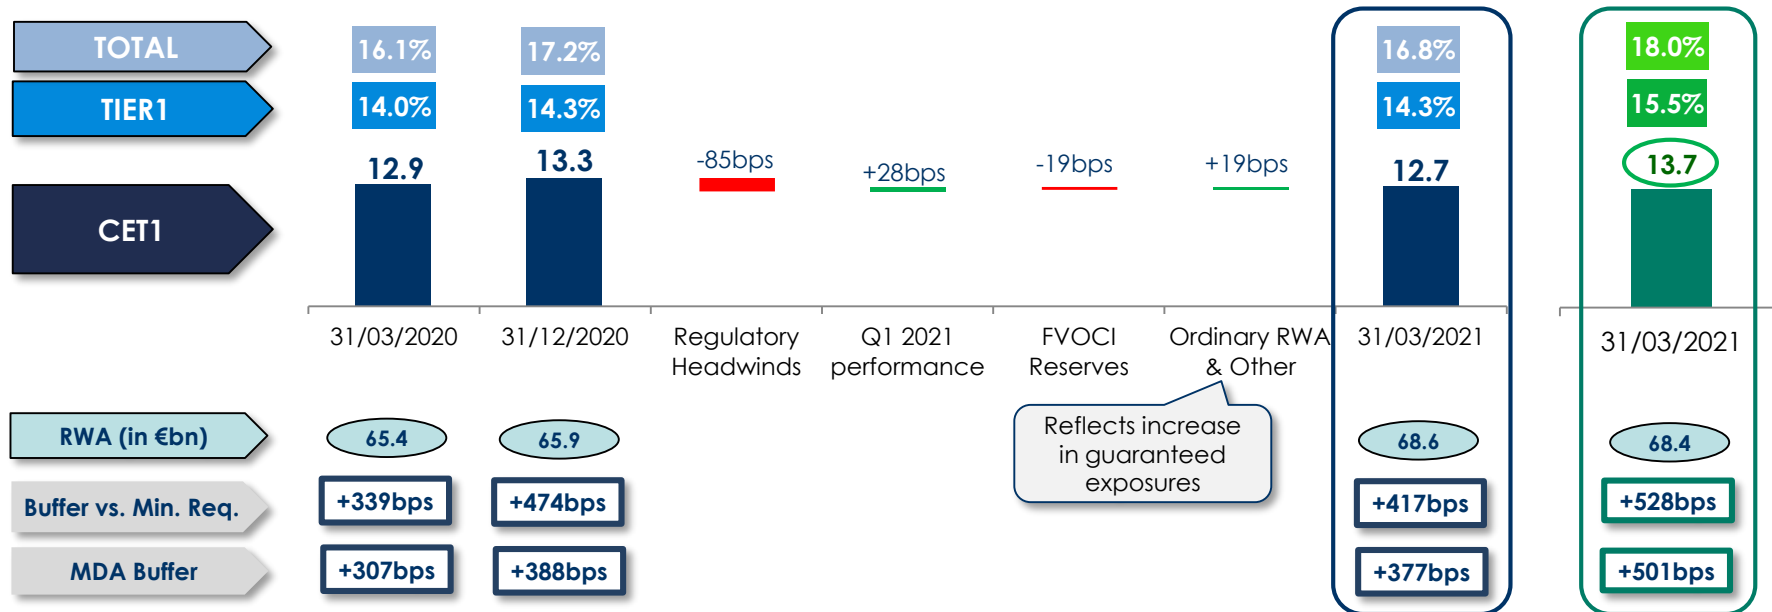 TOTAL 16.1% 17.2% 16.8% 18.0%
TIER1 14.0% 14.3% 14.3% 15.5%
CET1 12.9 13.3 -85bps +28bps -19bps +19bps 12.7 13.7
31/03/2020 31/12/2020 Regulatory Q1 2021 FVOCI Ordinary RWA 31/03/2021 31/03/2021
Headwinds performance Reserves & Other
Reflects increase
in guaranteed
exposures
RWA (in €bn) 65.4 65.9 68.6 68.4
Buffer vs. Min. Req. +339bps +474bps +417bps +528bps
MDA Buffer +307bps +388bps +377bps +501bps